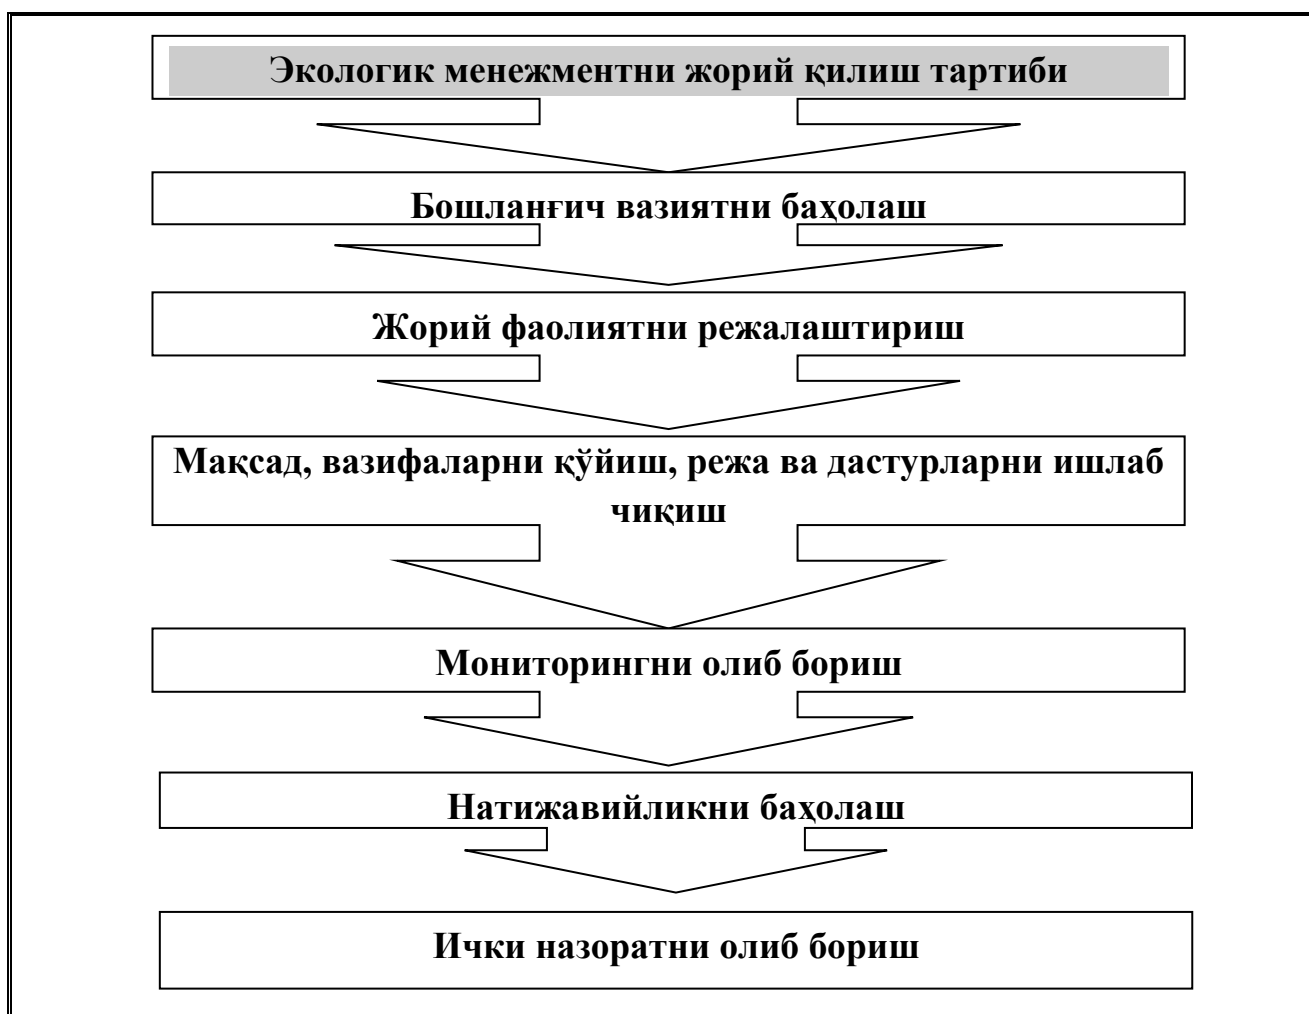 Экологик менежментни жорий қилиш тартиби
Бошланғич вазиятни баҳолаш
Жорий фаолиятни режалаштириш
Мақсад, вазифаларни қўйиш, режа ва дастурларни ишлаб
чиқиш
Мониторингни олиб бориш
Натижавийликни баҳолаш
Ички назоратни олиб бориш